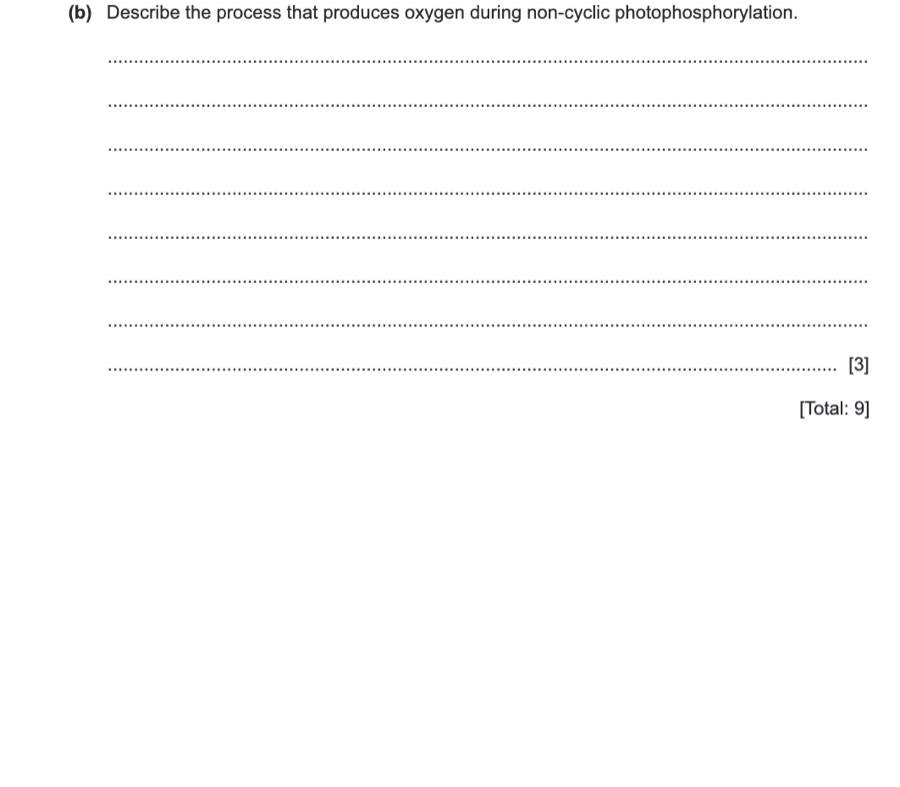 (b) Describe the process that produces oxygen during non-cyclic photophosphorylation.
[3]
[Total: 9]